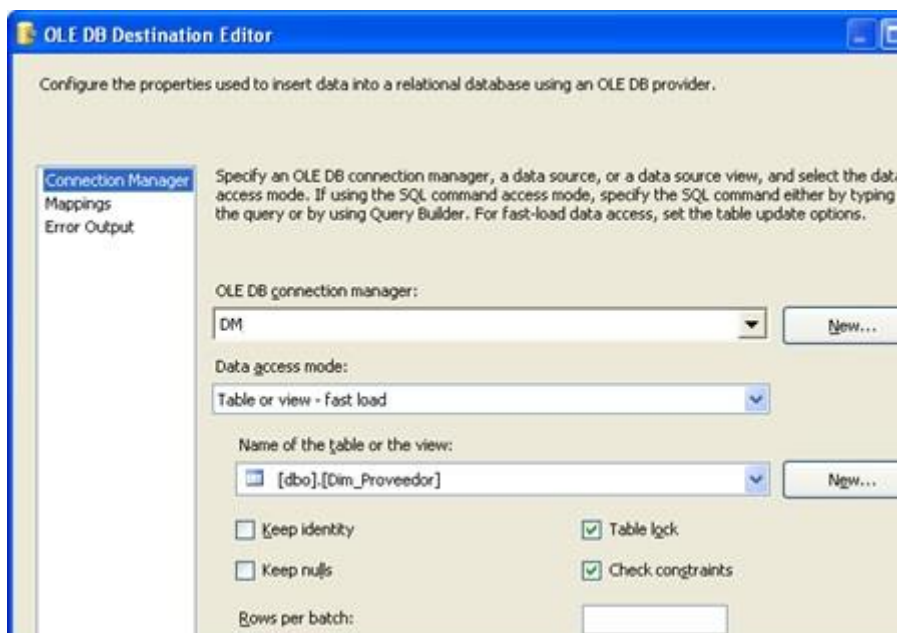 OLE DB Destination Editor
Configure the properties used to insert data into a relational database using an OLE DB provider.
Connection Manager
Mappings
Error Output
Specify an OLE DB connection manager, a data source, or a data source view, and select the data
access mode. If using the SQL command access mode, specify the SQL command either by typing
the query or by using Query Builder. For fast-load data access, set the table update options.
OLE DB connection manager:
DM
New...
Data access mode:
Table or view - fast load
Name of the table or the view:
[dbo].[Dim_Proveedor]
New...
Keep identity
Table lock
Keep nulls
Check constraints
Rows per batch: